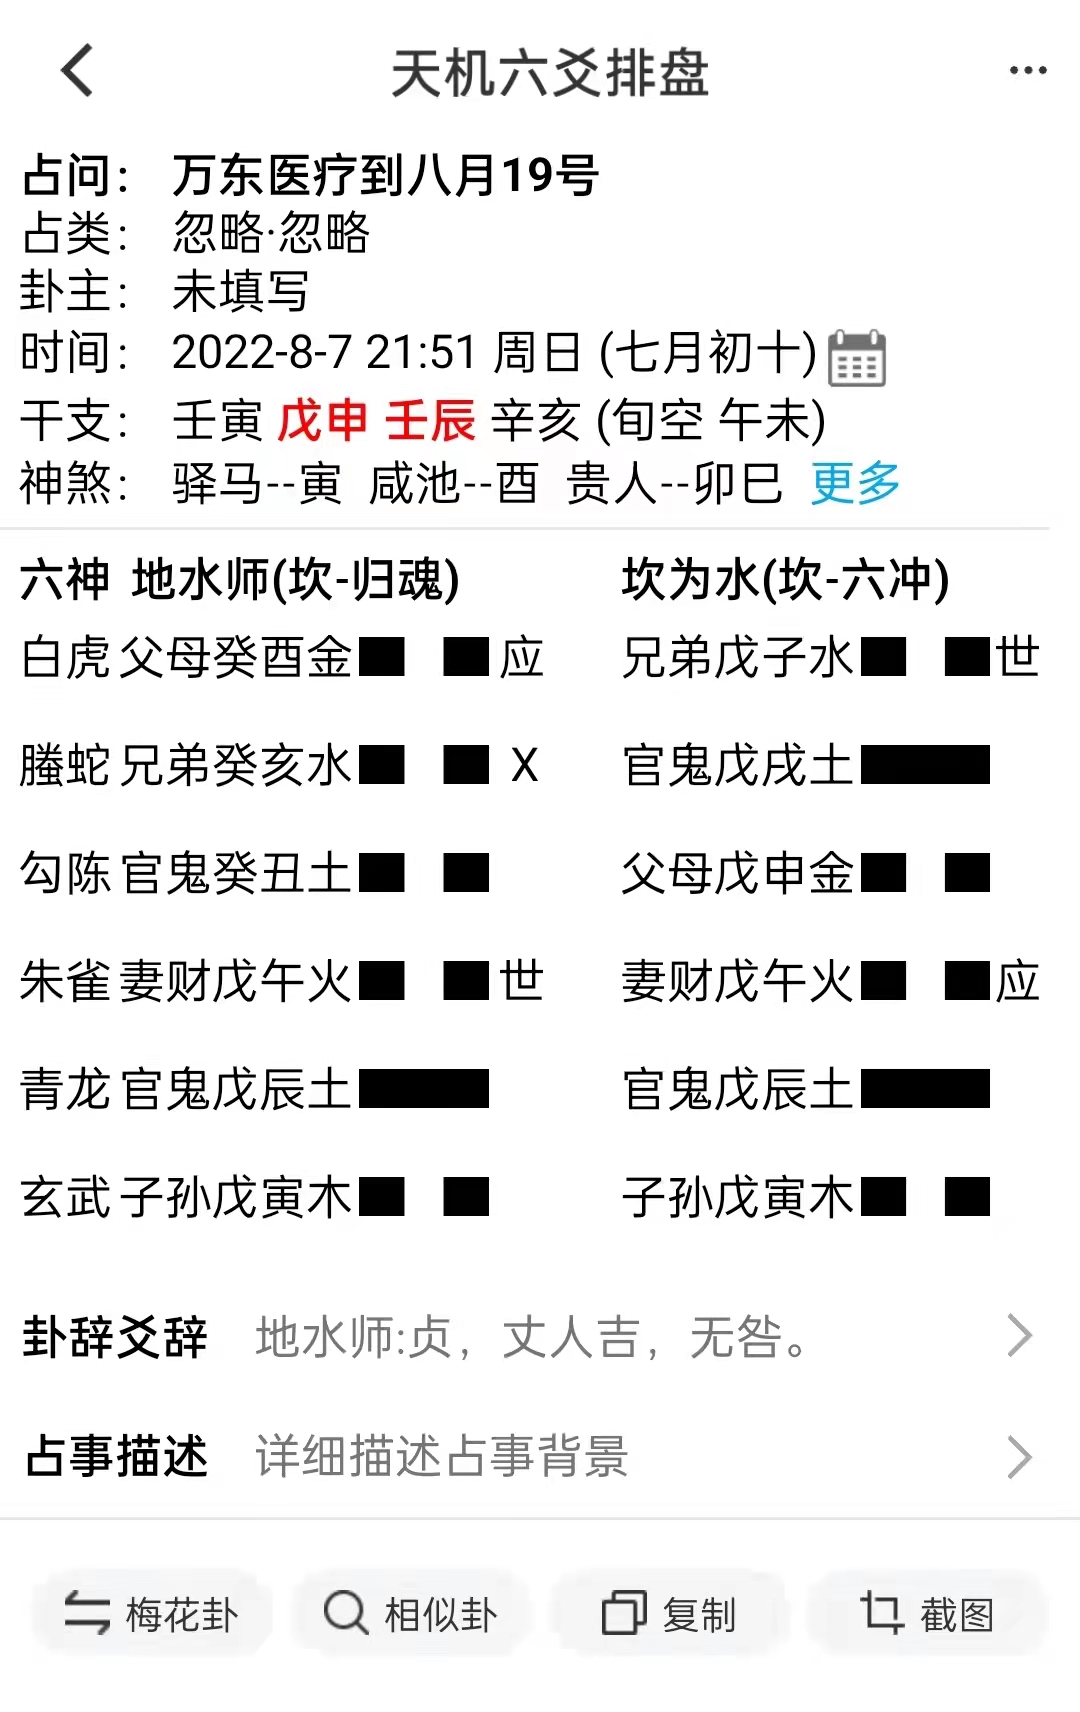 天机六爻排盘
占问： 万东医疗到八月19号
占类： 忽略·忽略
卦主： 未填写
时间： 2022-8-7 21:51 周日 (七月初十)
干支： 壬寅 戊申 壬辰 辛亥 (旬空 午未)
神煞： 驿马--寅 咸池--酉 贵人--卯巳 更多
六神 地水师(坎-归魂) 坎为水(坎-六冲)
白虎 父母癸酉金 应 兄弟戊子水 世
螣蛇 兄弟癸亥水 X 官鬼戊戌土
勾陈 官鬼癸丑土 父母戊申金
朱雀 妻财戊午火 世 妻财戊午火 应
青龙 官鬼戊辰土 官鬼戊辰土
玄武 子孙戊寅木 子孙戊寅木
卦辞爻辞 地水师:贞，丈人吉，无咎。
占事描述 详细描述占事背景
梅花卦 相似卦 复制 截图